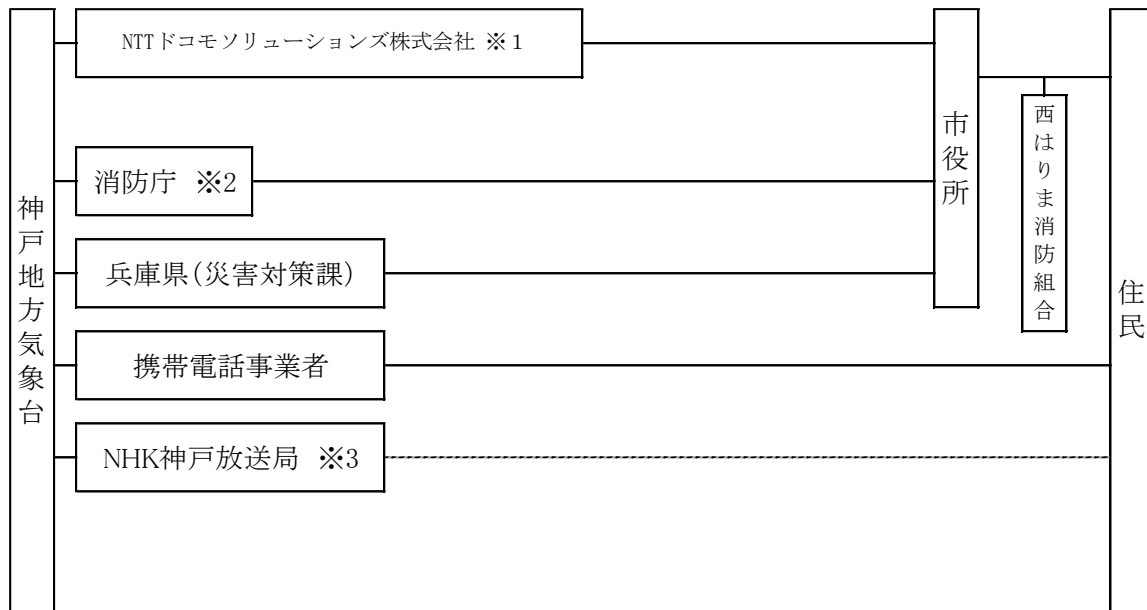 NTTドコモソリューションズ株式会社 ※１
消防庁 ※2
兵庫県(災害対策課)
携帯電話事業者
NHK神戸放送局 ※3
神戸地方気象台
市役所
西はりま消防組合
住民